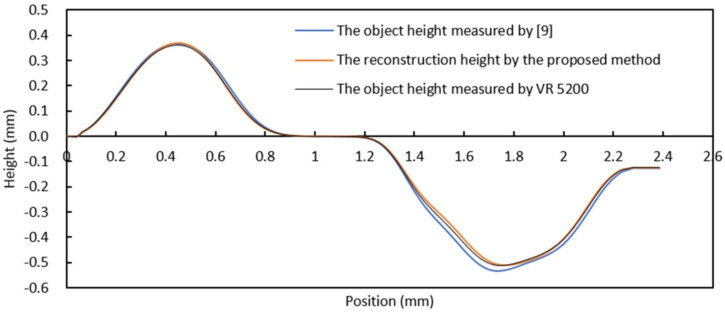 0.5
The object height measured by [9]
0.4
The reconstruction height by the proposed method
0.3
The object height measured by VR 5200
0.2
0.1
0.0
0 0.2 0.4 0.6 0.8 1 1.2 1.4 1.6 1.8 2 2.2 2.4 2.6
-0.1
-0.2
-0.3
-0.4
-0.5
-0.6
Height (mm)
Position (mm)